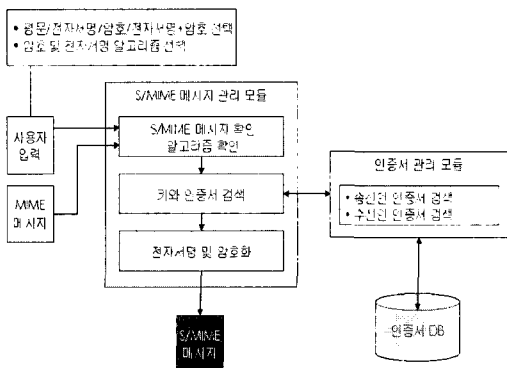 • 평문/전자서명/암호/전자서명+암호 선택
• 암호 및 전자서명 알고리즘 선택
S/MIME 메시지 관리 모듈
사용자
입력
S/MIME 메시지 확인
알고리즘 확인
MIME
메시지
키와 인증서 검색
전자서명 및 암호화
S/MIME
메시지
인증서 관리 모듈
• 송신인 인증서 검색
• 수신인 인증서 검색
인증서 DB